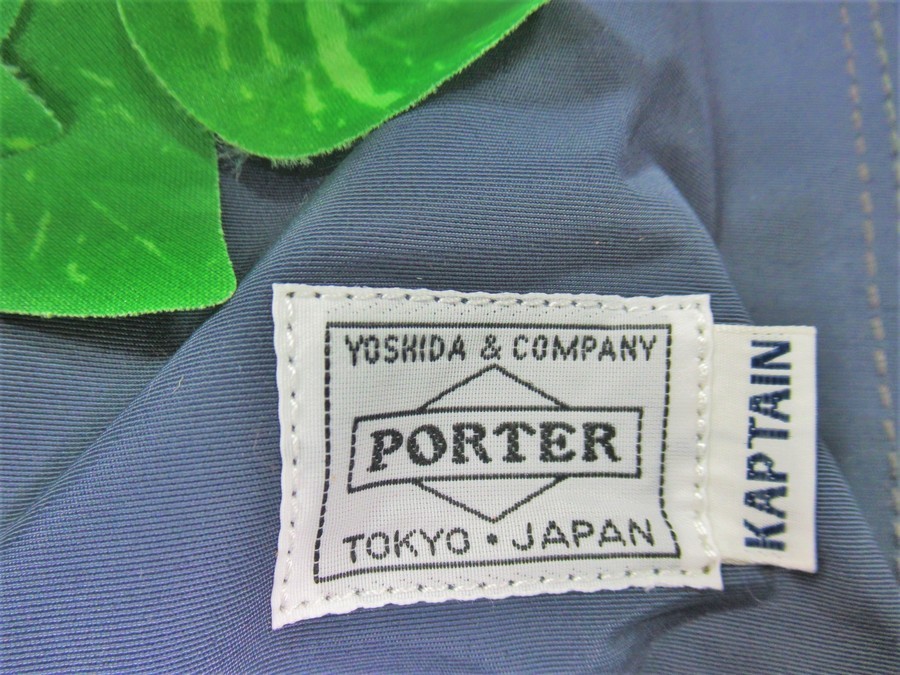 YOSHIDA & COMPANY
PORTER
TOKYO • JAPAN
KAPTAIN